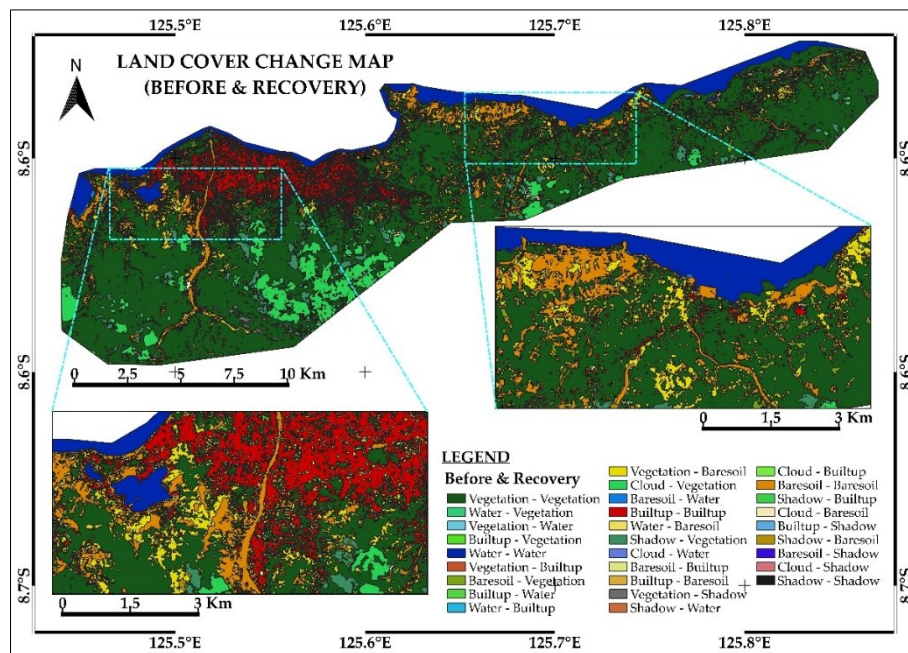 125.5°E 125.6°E 125.7°E 125.8°E
N
LAND COVER CHANGE MAP
(BEFORE & RECOVERY)
8.6°S 8.6°S
8.6°S 8.6°S
0 2,5 5 7,5 10 Km
0 1,5 3 Km
LEGEND
Before & Recovery
Vegetation - Vegetation
Water - Vegetation
Vegetation - Water
Builtup - Vegetation
Water - Water
Vegetation - Builtup
Baresoil - Vegetation
Builtup - Water
Water - Builtup
Vegetation - Baresoil
Cloud - Vegetation
Baresoil - Water
Builtup - Builtup
Water - Baresoil
Shadow - Vegetation
Cloud - Water
Baresoil - Builtup
Builtup - Baresoil
Vegetation - Shadow
Shadow - Water
Cloud - Builtup
Baresoil - Baresoil
Shadow - Builtup
Cloud - Baresoil
Builtup - Shadow
Shadow - Baresoil
Baresoil - Shadow
Cloud - Shadow
Shadow - Shadow
8.7°S 8.7°S
0 1,5 3 Km
125.5°E 125.6°E 125.7°E 125.8°E